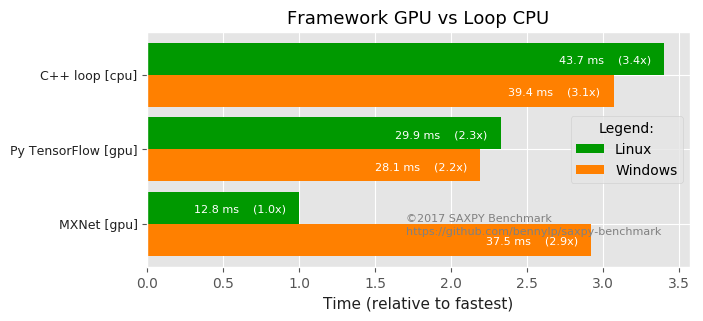 Framework GPU vs Loop CPU
C++ loop [cpu]
43.7 ms (3.4x)
39.4 ms (3.1x)
Py TensorFlow [gpu]
29.9 ms (2.3x)
28.1 ms (2.2x)
Legend:
Linux
Windows
MXNet [gpu]
12.8 ms (1.0x)
37.5 ms (2.9x)
©2017 SAXPY Benchmark
https://github.com/bennylp/saxpy-benchmark
0.0 0.5 1.0 1.5 2.0 2.5 3.0 3.5
Time (relative to fastest)